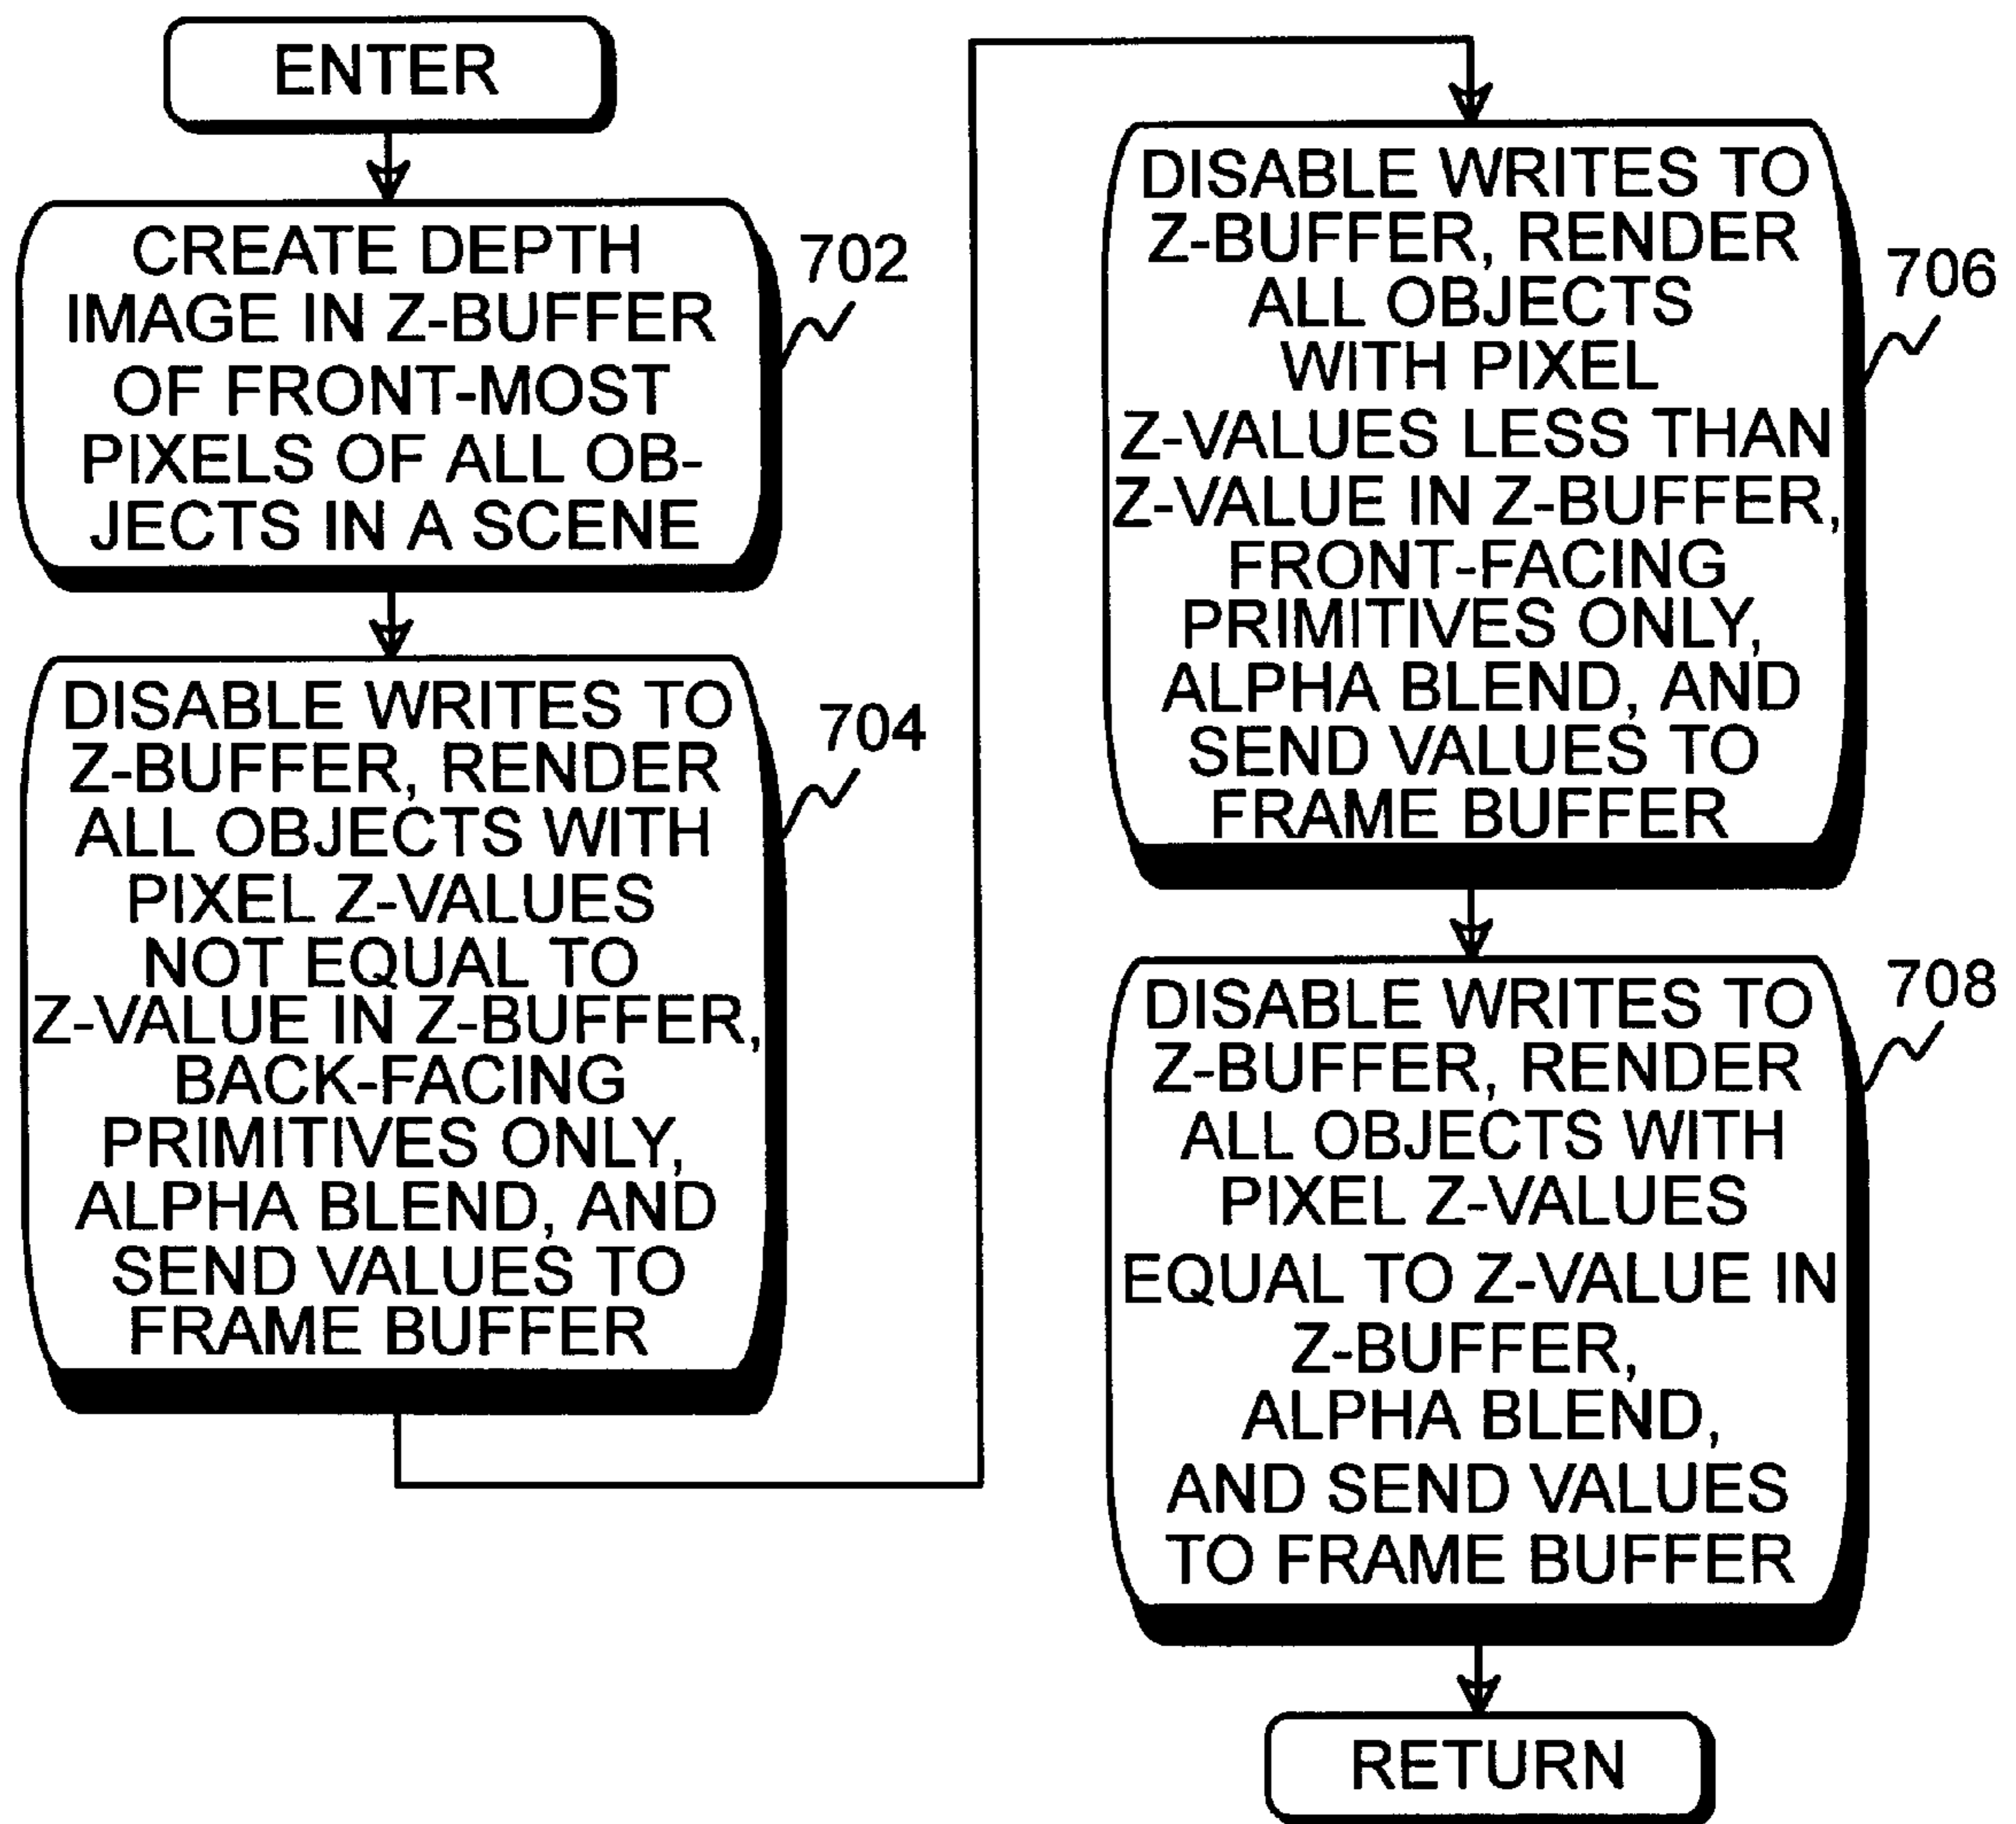 ENTER
CREATE DEPTH
IMAGE IN Z-BUFFER
OF FRONT-MOST
PIXELS OF ALL OB-
JECTS IN A SCENE
702
DISABLE WRITES TO
Z-BUFFER, RENDER
ALL OBJECTS WITH
PIXEL Z-VALUES
NOT EQUAL TO
Z-VALUE IN Z-BUFFER,
BACK-FACING
PRIMITIVES ONLY,
ALPHA BLEND, AND
SEND VALUES TO
FRAME BUFFER
704
DISABLE WRITES TO
Z-BUFFER, RENDER
ALL OBJECTS
WITH PIXEL
Z-VALUES LESS THAN
Z-VALUE IN Z-BUFFER,
FRONT-FACING
PRIMITIVES ONLY,
ALPHA BLEND, AND
SEND VALUES TO
FRAME BUFFER
706
DISABLE WRITES TO
Z-BUFFER, RENDER
ALL OBJECTS WITH
PIXEL Z-VALUES
EQUAL TO Z-VALUE IN
Z-BUFFER,
ALPHA BLEND,
AND SEND VALUES
TO FRAME BUFFER
708
RETURN